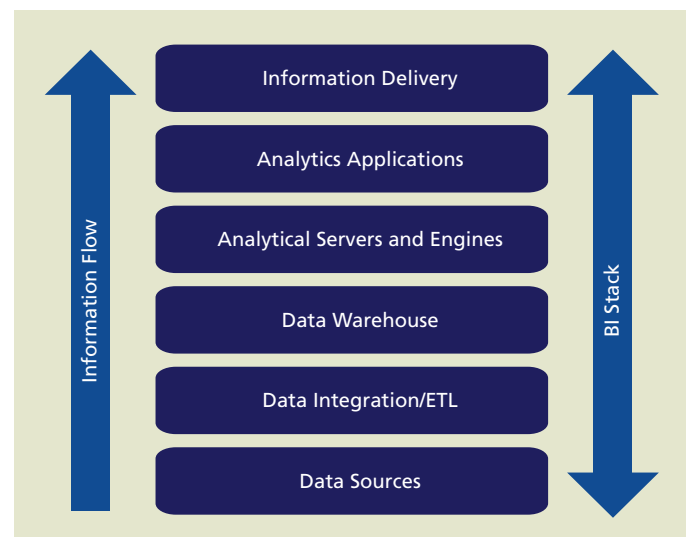 Information Delivery
Analytics Applications
Analytical Servers and Engines
Data Warehouse
Data Integration/ETL
Data Sources
Information Flow
BI Stack